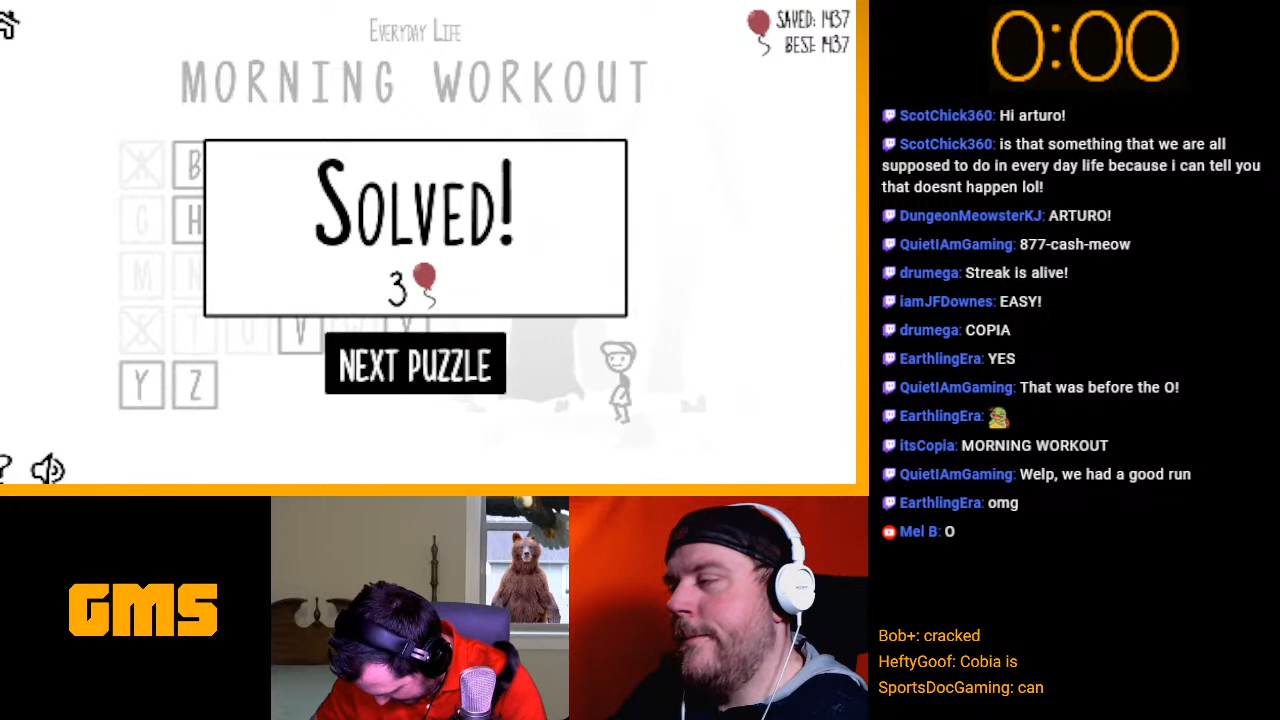 EVERYDAY LIFE
MORNING WORKOUT
SAVED: 1437
BEST: 1437
X B
G H
M N
S T U V W X
Y Z
SOLVED!
3
NEXT PUZZLE
?
GMS
0:00
ScotChick360: Hi arturo!
ScotChick360: is that something that we are all
supposed to do in every day life because i can tell you
that doesnt happen lol!
DungeonMeowsterKJ: ARTURO!
QuietIAmGaming: 877-cash-meow
drumega: Streak is alive!
iamJFDownes: EASY!
drumega: COPIA
EarthlingEra: YES
QuietIAmGaming: That was before the O!
EarthlingEra:
itsCopia: MORNING WORKOUT
QuietIAmGaming: Welp, we had a good run
EarthlingEra: omg
Mel B: O
Bob+: cracked
HeftyGoof: Cobia is
SportsDocGaming: can
SONY